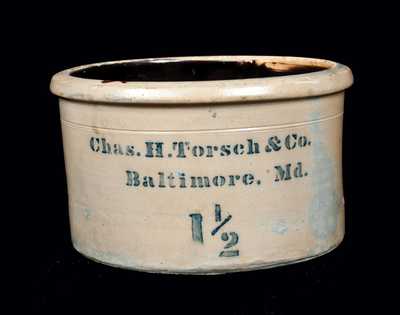 Chas. H. Torsch & Co.
Baltimore, Md.
1 1/2